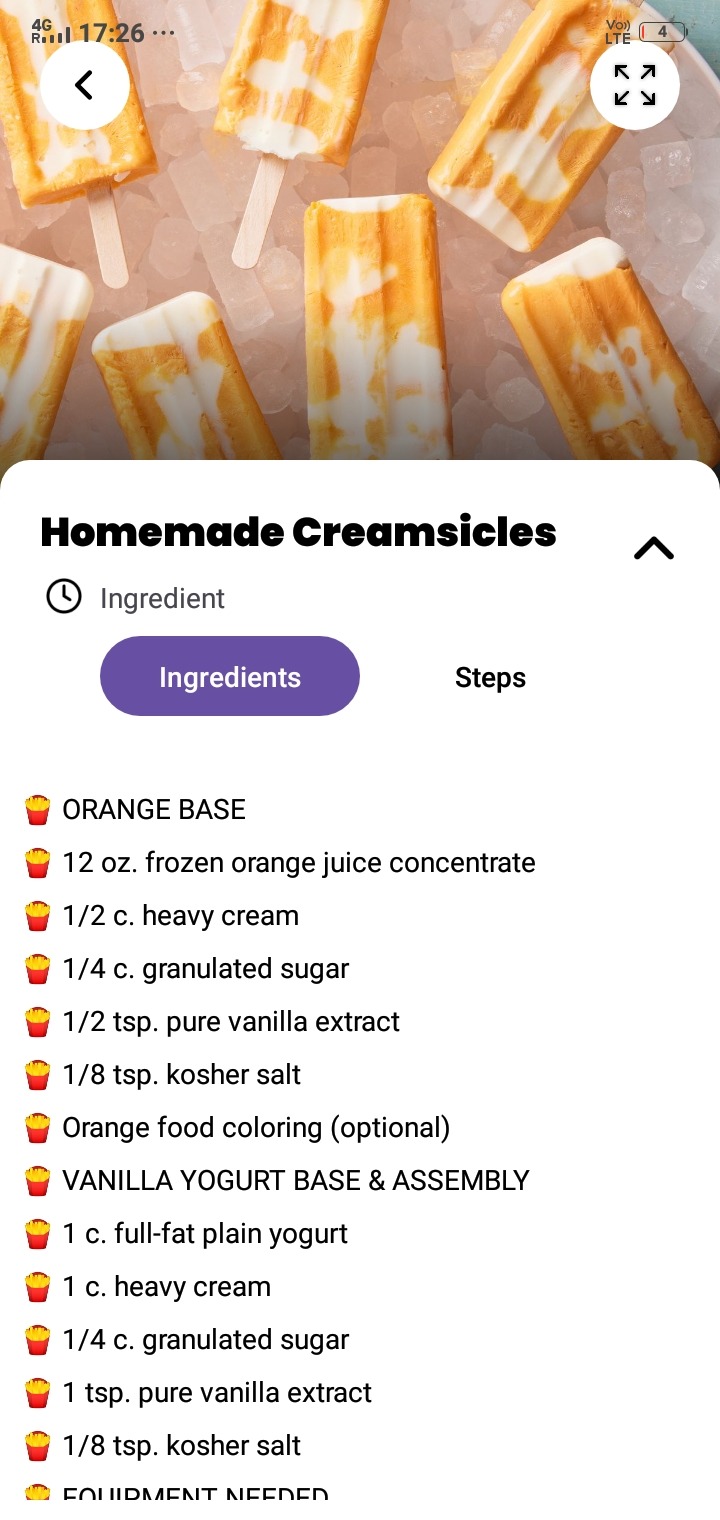 4G
R
17:26 ...
Vo))
LTE
4
Homemade Creamsicles
Ingredient
Ingredients
Steps
ORANGE BASE
12 oz. frozen orange juice concentrate
1/2 c. heavy cream
1/4 c. granulated sugar
1/2 tsp. pure vanilla extract
1/8 tsp. kosher salt
Orange food coloring (optional)
VANILLA YOGURT BASE & ASSEMBLY
1 c. full-fat plain yogurt
1 c. heavy cream
1/4 c. granulated sugar
1 tsp. pure vanilla extract
1/8 tsp. kosher salt
EQUIPMENT NEEDED